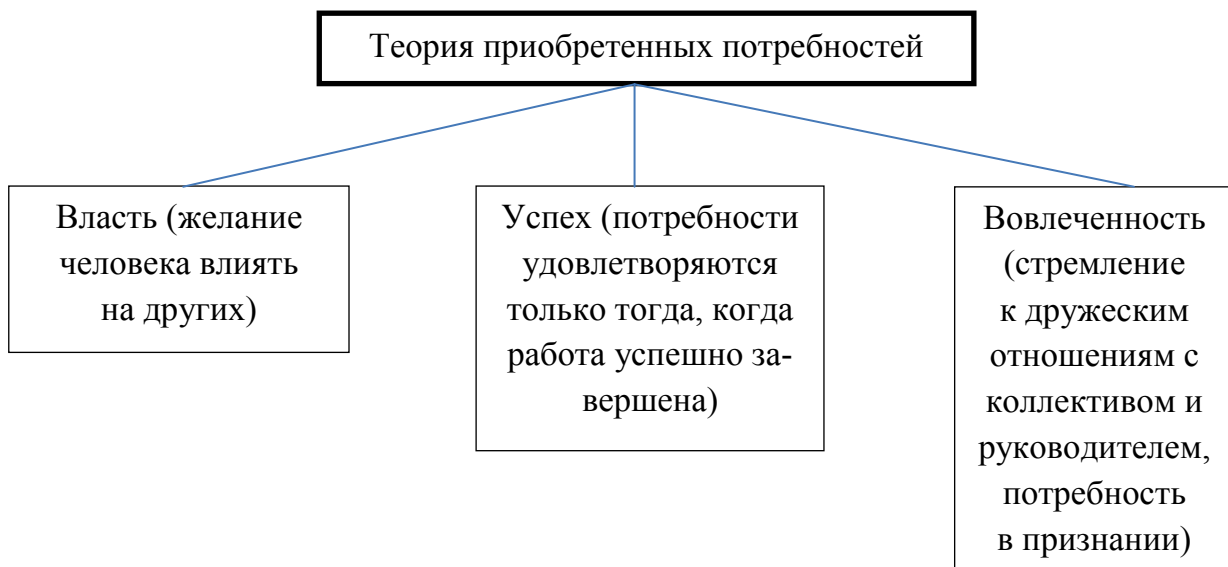 Теория приобретенных потребностей
Власть (желание
человека влиять
на других)
Успех (потребности
удовлетворяются
только тогда, когда
работа успешно за-
вершена)
Вовлеченность
(стремление
к дружеским
отношениям с
коллективом и
руководителем,
потребность
в признании)